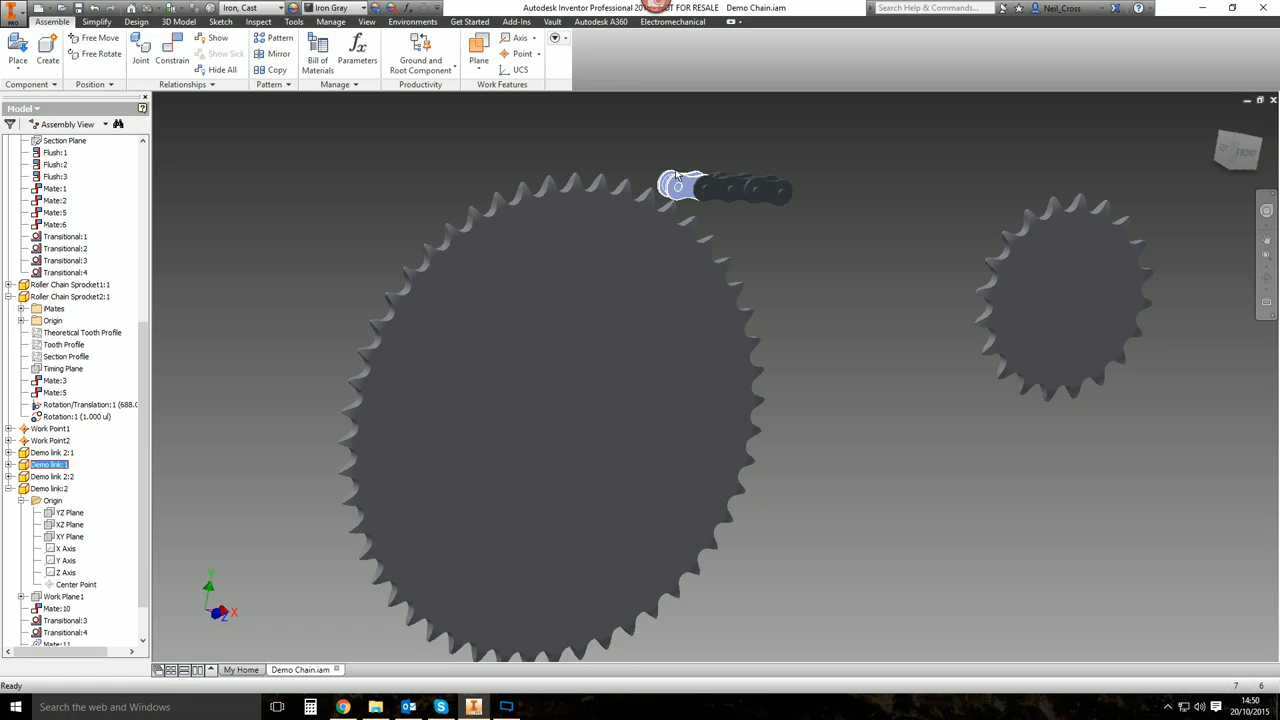 Iron, Cast
Iron Gray
Autodesk Inventor Professional 20
T FOR RESALE
Demo Chain.iam
Search Help & Commands...
Neil_Cross
PRO
Assemble
Simplify
Design
3D Model
Sketch
Inspect
Tools
Manage
View
Environments
Get Started
Add-Ins
Vault
Autodesk A360
Electromechanical
Place
Create
Free Move
Free Rotate
Joint
Constrain
Show
Show Sick
Hide All
Pattern
Mirror
Copy
Bill of
Materials
Parameters
Ground and
Root Component
Plane
Axis
Point
UCS
Component
Position
Relationships
Pattern
Manage
Productivity
Work Features
Model
Assembly View
Section Plane
Flush:1
Flush:2
Flush:3
Mate:1
Mate:2
Mate:5
Mate:6
Transitional:1
Transitional:2
Transitional:3
Transitional:4
Roller Chain Sprocket1:1
Roller Chain Sprocket2:1
iMates
Origin
Theoretical Tooth Profile
Tooth Profile
Section Profile
Timing Plane
Mate:3
Mate:5
Rotation/Translation:1 (688.0
Rotation:1 (1.000 ul)
Work Point1
Work Point2
Demo link 2:1
Demo link:1
Demo link 2:2
Demo link:2
Origin
YZ Plane
XZ Plane
XY Plane
X Axis
Y Axis
Z Axis
Center Point
Work Plane1
Mate:10
Transitional:3
Transitional:4
Mate:11
FRONT
Y
X
Z
My Home
Demo Chain.iam
Ready
7
6
Search the web and Windows
14:50
20/10/2015